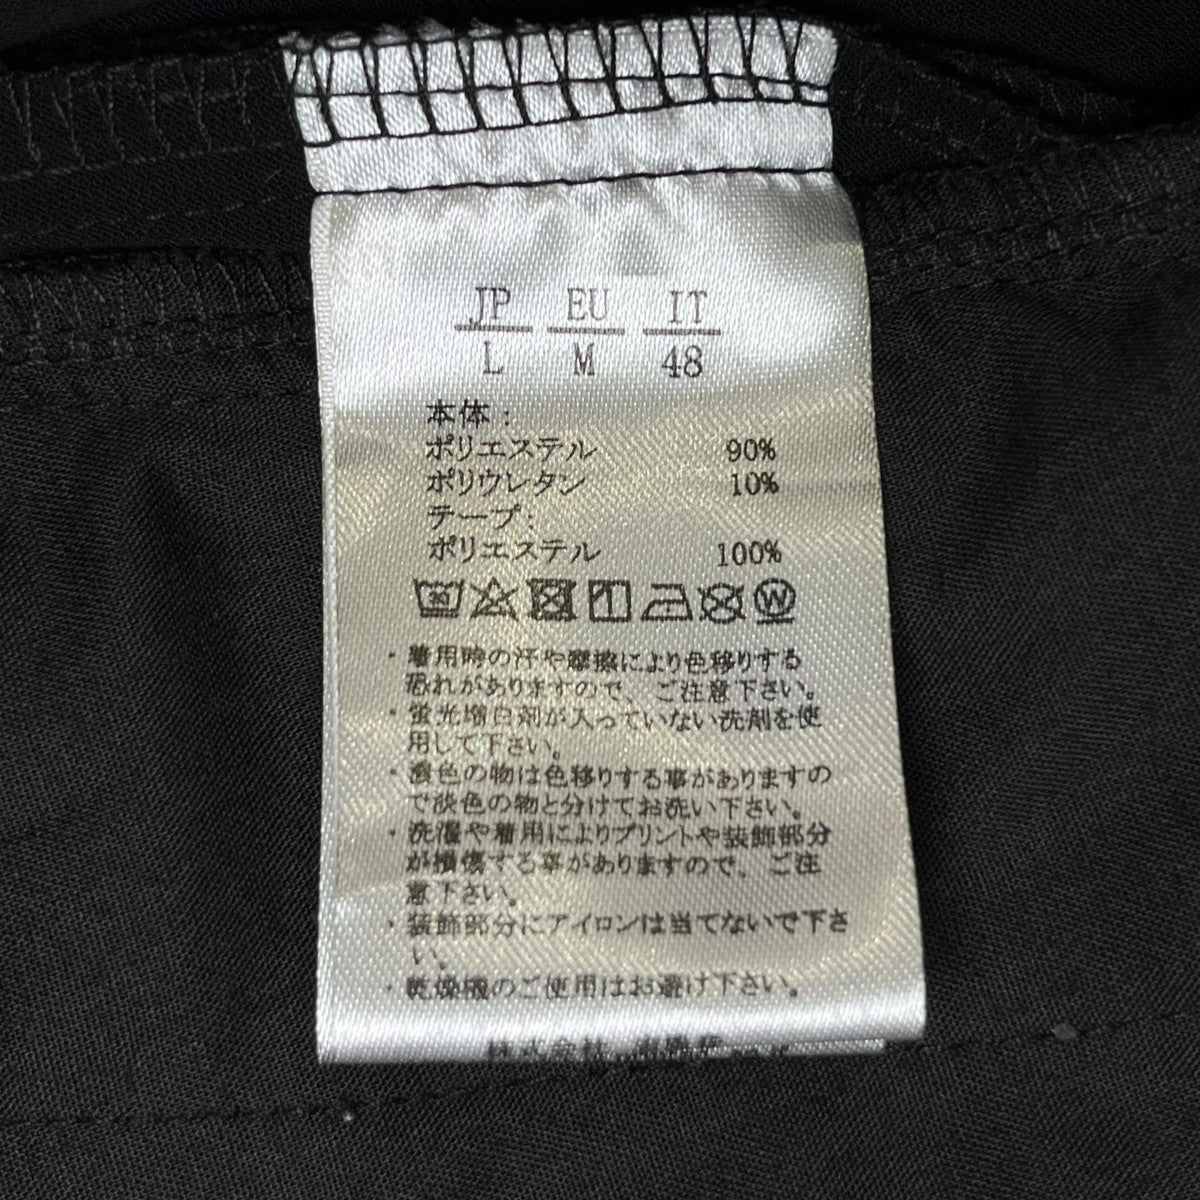 JP EU IT
L M 48
本体:
ポリエステル 90%
ポリウレタン 10%
テープ:
ポリエステル 100%
30 W
・着用時の汗や摩擦により色移りする
恐れがありますので、ご注意下さい。
・蛍光増白剤が入っていない洗剤を使
用して下さい。
・濃色の物は色移りする事がありますの
で淡色の物と分けてお洗い下さい。
・洗濯や着用によりプリントや装飾部分
が損傷する事がありますので、ご注
意下さい。
・装飾部分にアイロンは当てないで下さ
い。
・乾燥機のご使用はお避け下さい。
株式会社